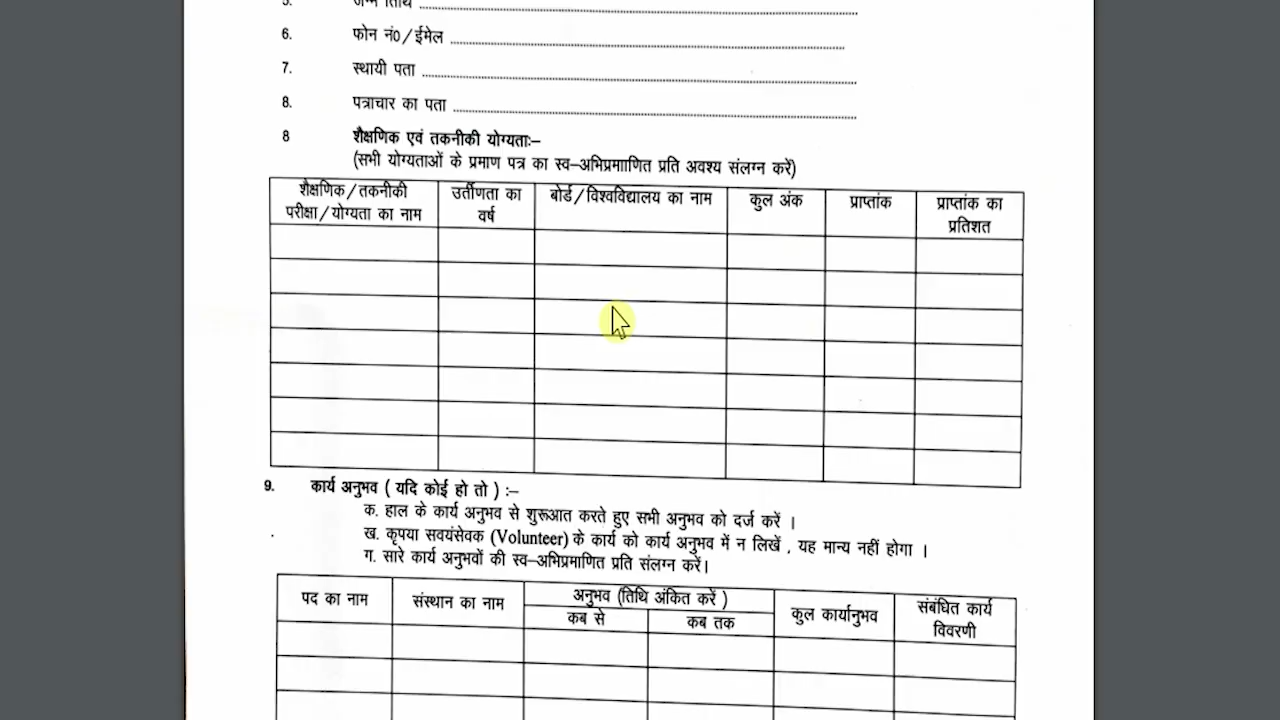 5. जन्म तिथि
6. फोन नं0/ईमेल
7. स्थायी पता
8. पत्राचार का पता
8 शैक्षणिक एवं तकनीकी योग्यताः–
(सभी योग्यताओं के प्रमाण पत्र का स्व–अभिप्रमााणित प्रति अवश्य संलग्न करें)
शैक्षणिक/तकनीकी परीक्षा/योग्यता का नाम
उर्तीणता का वर्ष
बोर्ड/विश्वविद्यालय का नाम
कुल अंक
प्राप्तांक
प्राप्तांक का प्रतिशत
9. कार्य अनुभव ( यदि कोई हो तो ) :–
क. हाल के कार्य अनुभव से शुरूआत करते हुए सभी अनुभव को दर्ज करें ।
ख. कृपया सवयंसेवक (Volunteer) के कार्य को कार्य अनुभव में न लिखें , यह मान्य नहीं होगा ।
ग. सारे कार्य अनुभवों की स्व–अभिप्रमाणित प्रति संलग्न करें।
पद का नाम
संस्थान का नाम
अनुभव (तिथि अंकित करें )
कब से
कब तक
कुल कार्यानुभव
संबंधित कार्य विवरणी